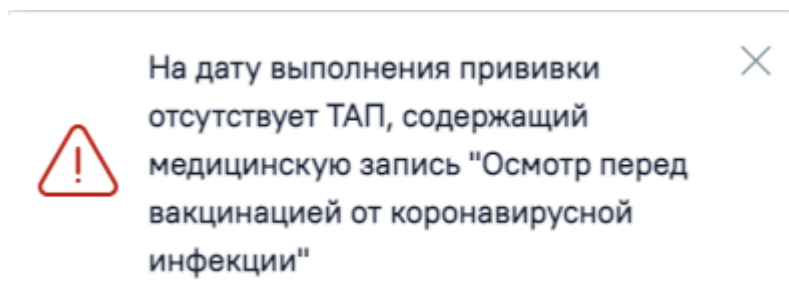 На дату выполнения прививки
отсутствует ТАП, содержащий
медицинскую запись "Осмотр перед
вакцинацией от коронавирусной
инфекции"